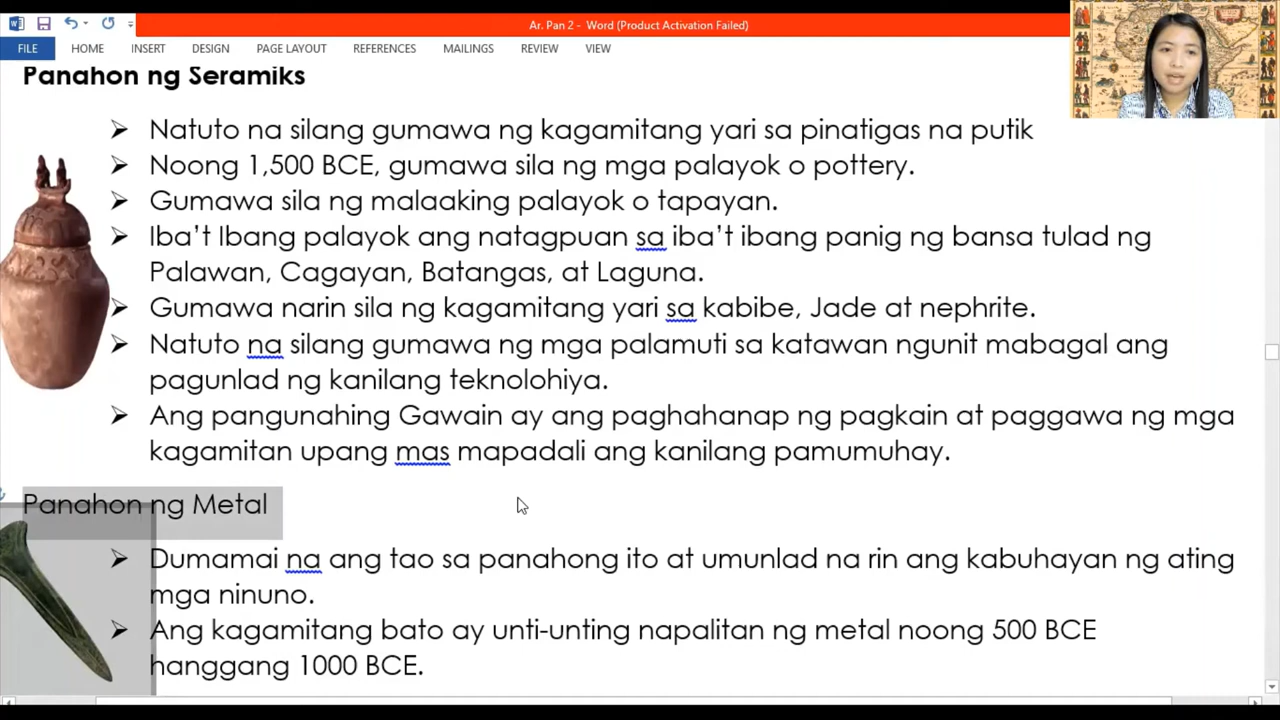 Ar. Pan 2 - Word (Product Activation Failed)
FILE HOME INSERT DESIGN PAGE LAYOUT REFERENCES MAILINGS REVIEW VIEW
Panahon ng Seramiks
➢ Natuto na silang gumawa ng kagamitang yari sa pinatigas na putik
➢ Noong 1,500 BCE, gumawa sila ng mga palayok o pottery.
➢ Gumawa sila ng malaaking palayok o tapayan.
➢ Iba't Ibang palayok ang natagpuan sa iba't ibang panig ng bansa tulad ng
Palawan, Cagayan, Batangas, at Laguna.
➢ Gumawa narin sila ng kagamitang yari sa kabibe, Jade at nephrite.
➢ Natuto na silang gumawa ng mga palamuti sa katawan ngunit mabagal ang
pagunlad ng kanilang teknolohiya.
➢ Ang pangunahing Gawain ay ang paghahanap ng pagkain at paggawa ng mga
kagamitan upang mas mapadali ang kanilang pamumuhay.
Panahon ng Metal
➢ Dumamai na ang tao sa panahong ito at umunlad na rin ang kabuhayan ng ating
mga ninuno.
➢ Ang kagamitang bato ay unti-unting napalitan ng metal noong 500 BCE
hanggang 1000 BCE.